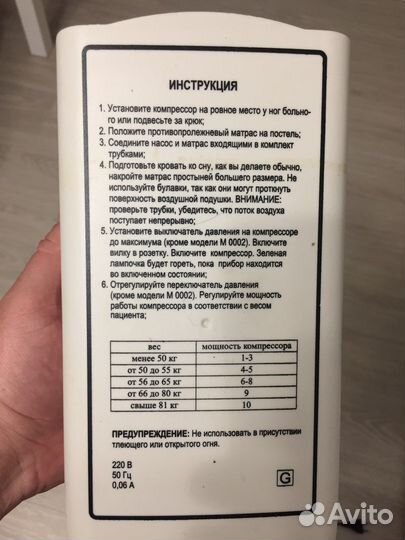 ИНСТРУКЦИЯ
1. Установите компрессор на ровное место у ног больно-
го или подвесьте за крюк;
2. Положите противопролежневый матрас на постель;
3. Соедините насос и матрас входящими в комплект
трубками;
4. Подготовьте кровать ко сну, как вы делаете обычно,
накройте матрас простыней большего размера. Не
используйте булавки, так как они могут проткнуть
поверхность воздушной подушки. ВНИМАНИЕ:
проверьте трубки, убедитесь, что поток воздуха
поступает непрерывно;
5. Установите выключатель давления на компрессоре
до максимума (кроме модели М 0002). Включите
вилку в розетку. Включите компрессор. Зеленая
лампочка будет гореть, пока прибор находится
во включенном состоянии;
6. Отрегулируйте переключатель давления
(кроме модели М 0002). Регулируйте мощность
работы компрессора в соответствии с весом
пациента;
вес мощность компрессора
менее 50 кг 1-3
от 50 до 55 кг 4-5
от 56 до 65 кг 6-8
от 66 до 80 кг 9
свыше 81 кг 10
ПРЕДУПРЕЖДЕНИЕ: Не использовать в присутствии
тлеющего или открытого огня.
220 В
50 Гц
0,06 А
G
Avito